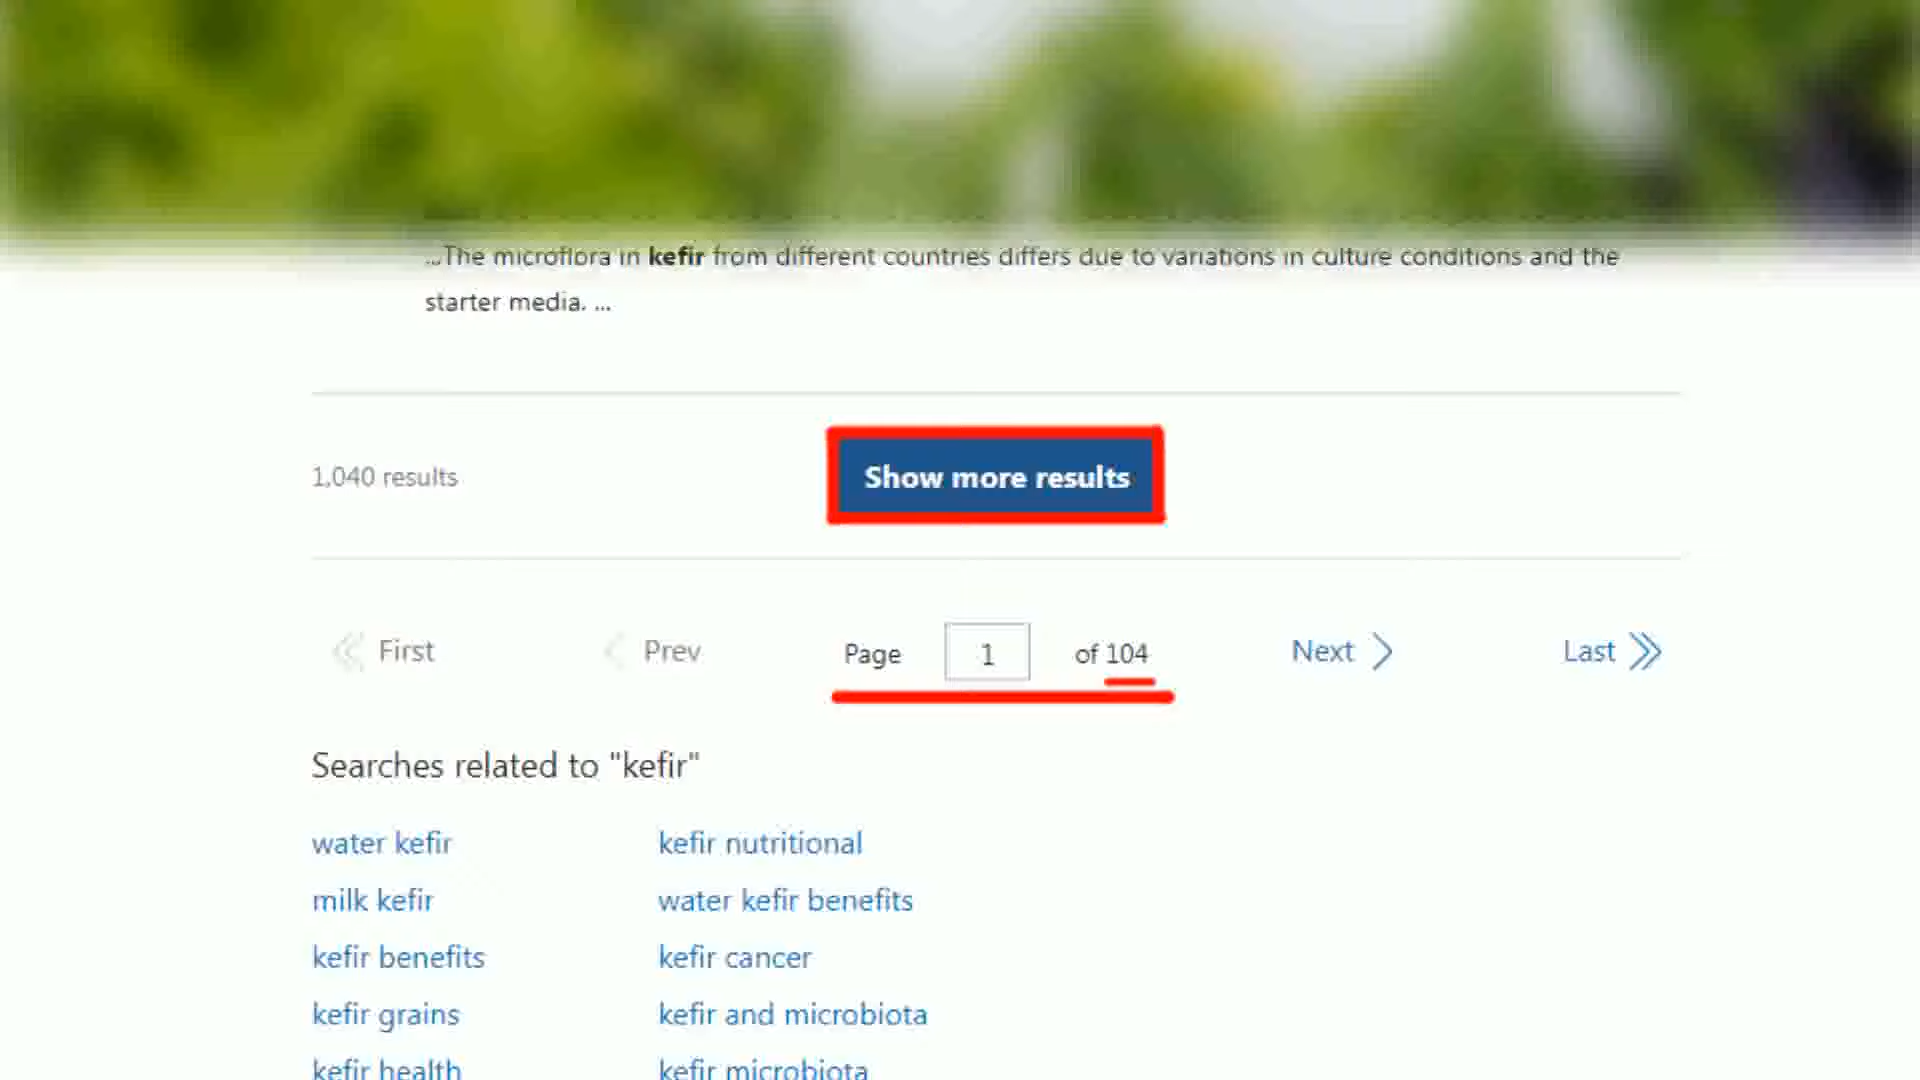 ...The microflora in kefir from different countries differs due to variations in culture conditions and the
starter media. ...
1,040 results
Show more results
First
Prev
Page 1 of 104
Next
Last
Searches related to "kefir"
water kefir
kefir nutritional
milk kefir
water kefir benefits
kefir benefits
kefir cancer
kefir grains
kefir and microbiota
kefir health
kefir microbiota